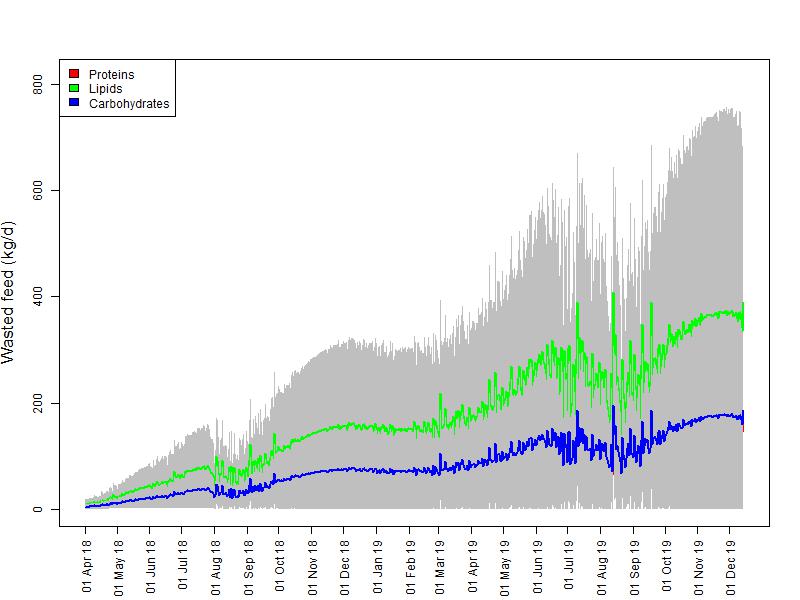 Proteins
Lipids
Carbohydrates
Wasted feed (kg/d)
800
600
400
200
0
01 Apr 18
01 May 18
01 Jun 18
01 Jul 18
01 Aug 18
01 Sep 18
01 Oct 18
01 Nov 18
01 Dec 18
01 Jan 19
01 Feb 19
01 Mar 19
01 Apr 19
01 May 19
01 Jun 19
01 Jul 19
01 Aug 19
01 Sep 19
01 Oct 19
01 Nov 19
01 Dec 19